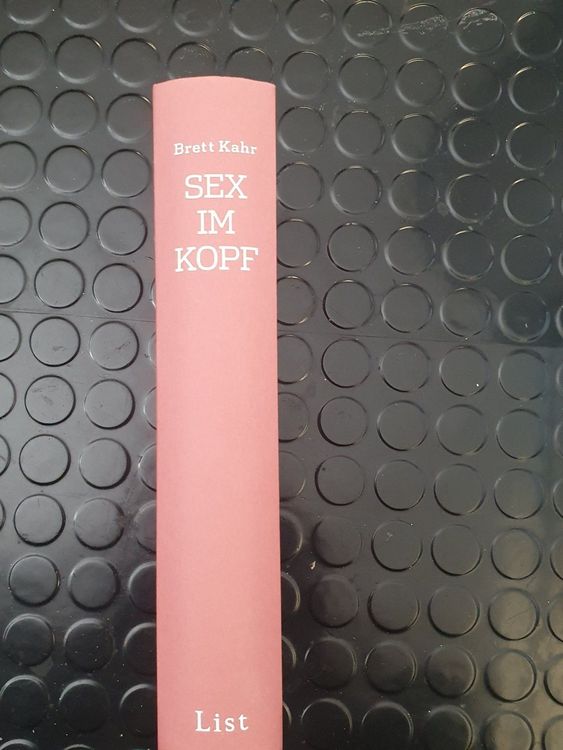 Brett Kahr
SEX
IM
KOPF
List